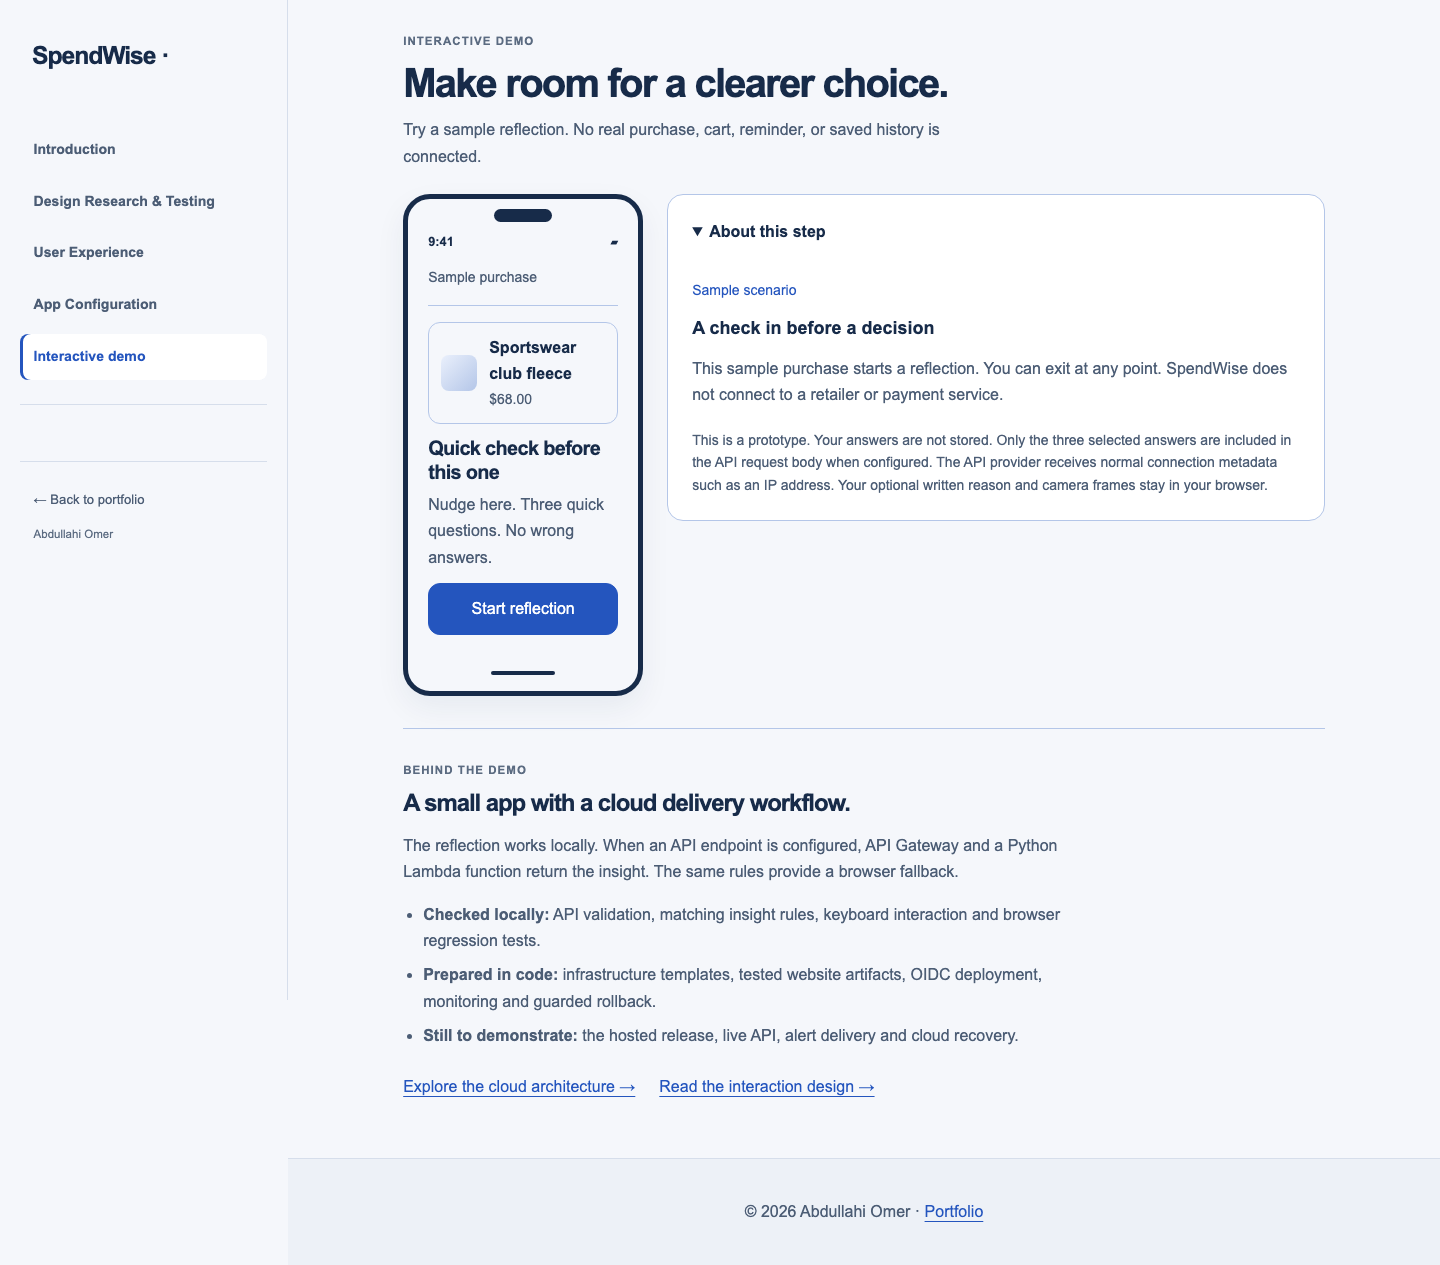 SpendWise ·
Introduction
Design Research & Testing
User Experience
App Configuration
Interactive demo
← Back to portfolio
Abdullahi Omer
INTERACTIVE DEMO
Make room for a clearer choice.
Try a sample reflection. No real purchase, cart, reminder, or saved history is
connected.
9:41
Sample purchase
Sportswear
club fleece
$68.00
Quick check before
this one
Nudge here. Three quick
questions. No wrong
answers.
Start reflection
▼ About this step
Sample scenario
A check in before a decision
This sample purchase starts a reflection. You can exit at any point. SpendWise does
not connect to a retailer or payment service.
This is a prototype. Your answers are not stored. Only the three selected answers are included in
the API request body when configured. The API provider receives normal connection metadata
such as an IP address. Your optional written reason and camera frames stay in your browser.
BEHIND THE DEMO
A small app with a cloud delivery workflow.
The reflection works locally. When an API endpoint is configured, API Gateway and a Python
Lambda function return the insight. The same rules provide a browser fallback.
• Checked locally: API validation, matching insight rules, keyboard interaction and browser
regression tests.
• Prepared in code: infrastructure templates, tested website artifacts, OIDC deployment,
monitoring and guarded rollback.
• Still to demonstrate: the hosted release, live API, alert delivery and cloud recovery.
Explore the cloud architecture → Read the interaction design →
© 2026 Abdullahi Omer · Portfolio